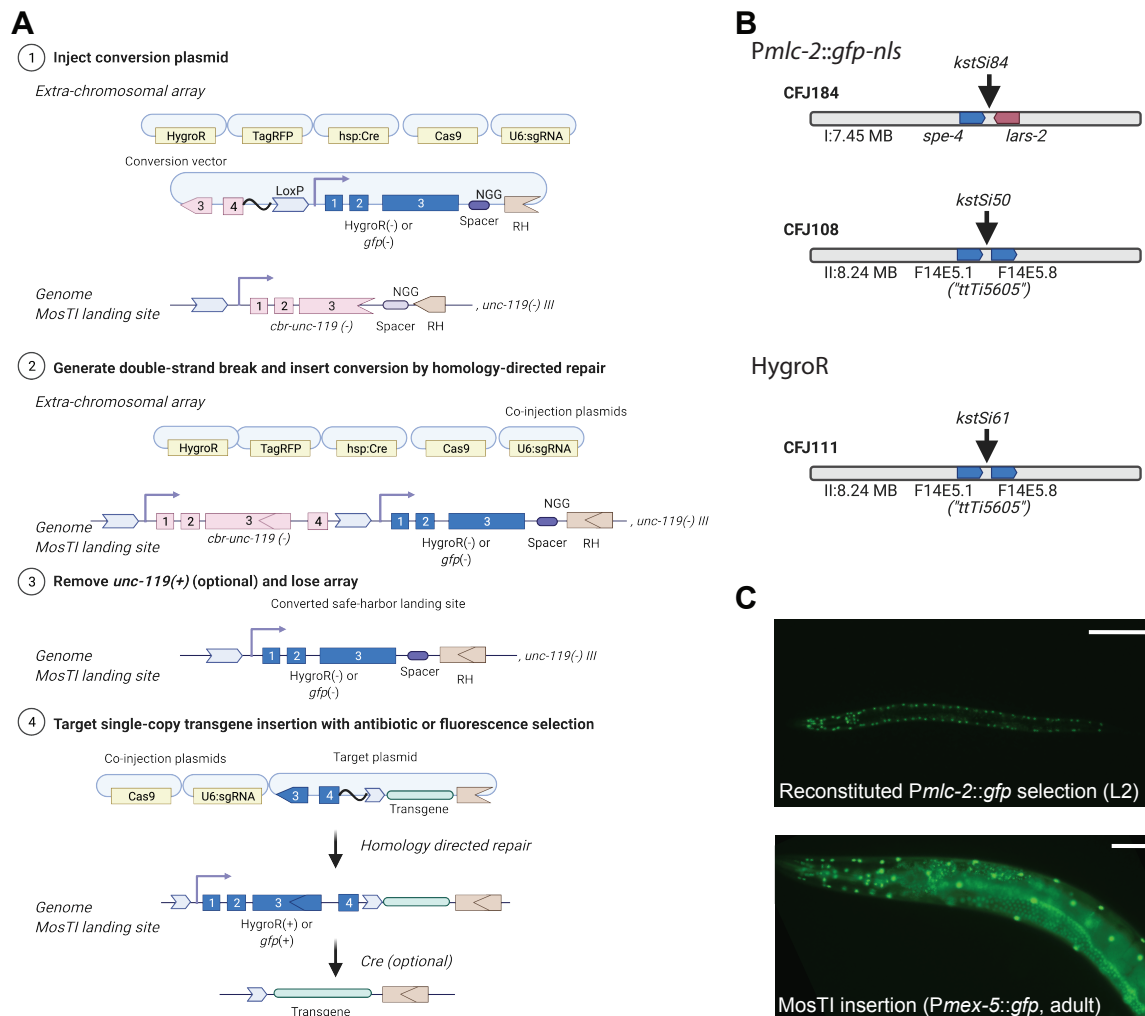 A
1 Inject conversion plasmid
Extra-chromosomal array
HygroR TagRFP hsp:Cre Cas9 U6:sgRNA
Conversion vector
LoxP
NGG
3 4 1 2 3
Spacer
RH
HygroR(-) or
gfp(-)
Genome
MosTI landing site
NGG
1 2 3
, unc-119(-) III
cbr-unc-119 (-)
Spacer
RH
2 Generate double-strand break and insert conversion by homology-directed repair
Extra-chromosomal array
Co-injection plasmids
HygroR TagRFP hsp:Cre Cas9 U6:sgRNA
NGG
Genome
MosTI landing site
1 2 3 4 1 2 3
, unc-119(-) III
cbr-unc-119 (-)
HygroR(-) or
gfp(-)
Spacer
RH
3 Remove unc-119(+) (optional) and lose array
Converted safe-harbor landing site
Genome
MosTI landing site
1 2 3
, unc-119(-) III
HygroR(-) or
gfp(-)
Spacer
RH
4 Target single-copy transgene insertion with antibiotic or fluorescence selection
Co-injection plasmids
Target plasmid
Cas9 U6:sgRNA
3 4
Transgene
Homology directed repair
Genome
MosTI landing site
1 2 3 4
HygroR(+) or
gfp(+)
Cre (optional)
Transgene
B
Pmlc-2::gfp-nls
kstSi84
CFJ184
I:7.45 MB spe-4 lars-2
kstSi50
CFJ108
II:8.24 MB F14E5.1 F14E5.8
("ttTi5605")
HygroR
kstSi61
CFJ111
II:8.24 MB F14E5.1 F14E5.8
("ttTi5605")
C
Reconstituted Pmlc-2::gfp selection (L2)
MosTI insertion (Pmex-5::gfp, adult)